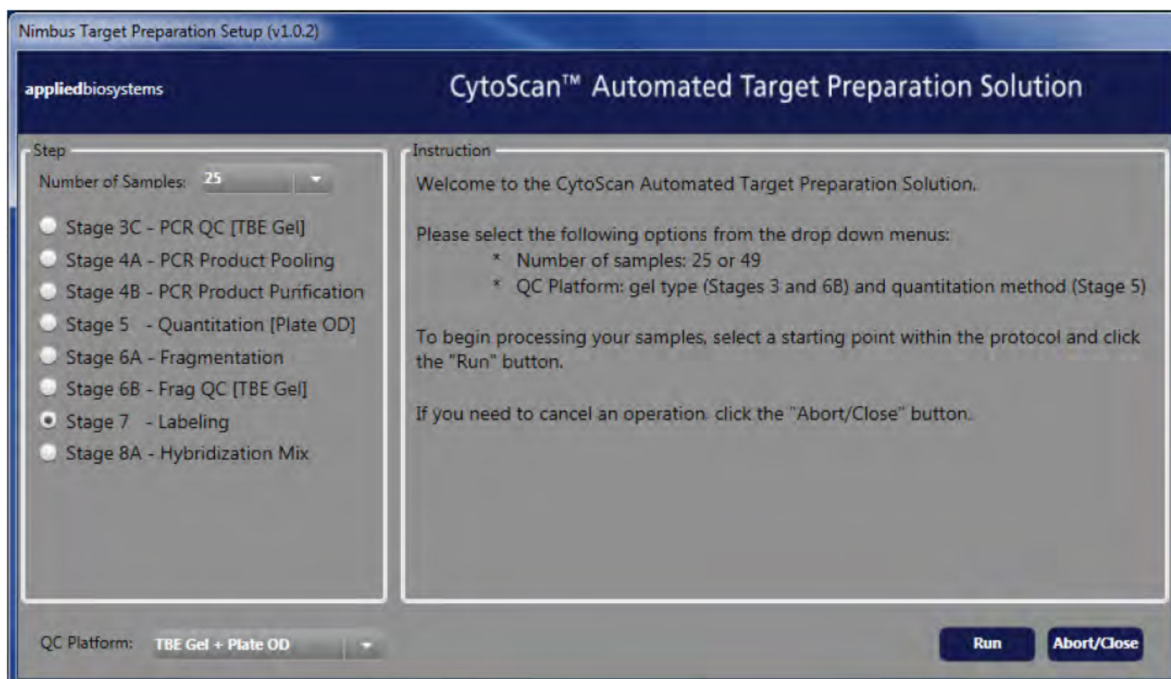 Nimbus Target Preparation Setup (v1.0.2)
appliedbiosystems
CytoScan™ Automated Target Preparation Solution
Step
Number of Samples: 25
Stage 3C - PCR QC [TBE Gel]
Stage 4A - PCR Product Pooling
Stage 4B - PCR Product Purification
Stage 5 - Quantitation [Plate OD]
Stage 6A - Fragmentation
Stage 6B - Frag QC [TBE Gel]
Stage 7 - Labeling
Stage 8A - Hybridization Mix
Instruction
Welcome to the CytoScan Automated Target Preparation Solution.
Please select the following options from the drop down menus:
* Number of samples: 25 or 49
* QC Platform: gel type (Stages 3 and 6B) and quantitation method (Stage 5)
To begin processing your samples, select a starting point within the protocol and click
the "Run" button.
If you need to cancel an operation click the "Abort/Close" button.
QC Platform: TBE Gel + Plate OD
Run
Abort/Close